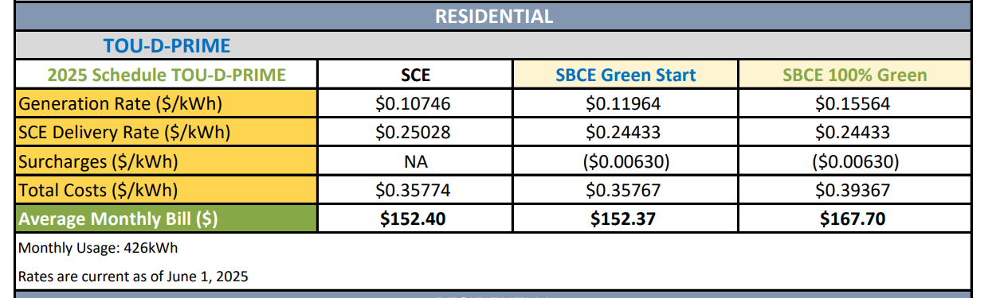 RESIDENTIAL
TOU-D-PRIME
2025 Schedule TOU-D-PRIME SCE SBCE Green Start SBCE 100% Green
Generation Rate ($/kWh) $0.10746 $0.11964 $0.15564
SCE Delivery Rate ($/kWh) $0.25028 $0.24433 $0.24433
Surcharges ($/kWh) NA ($0.00630) ($0.00630)
Total Costs ($/kWh) $0.35774 $0.35767 $0.39367
Average Monthly Bill ($) $152.40 $152.37 $167.70
Monthly Usage: 426kWh
Rates are current as of June 1, 2025